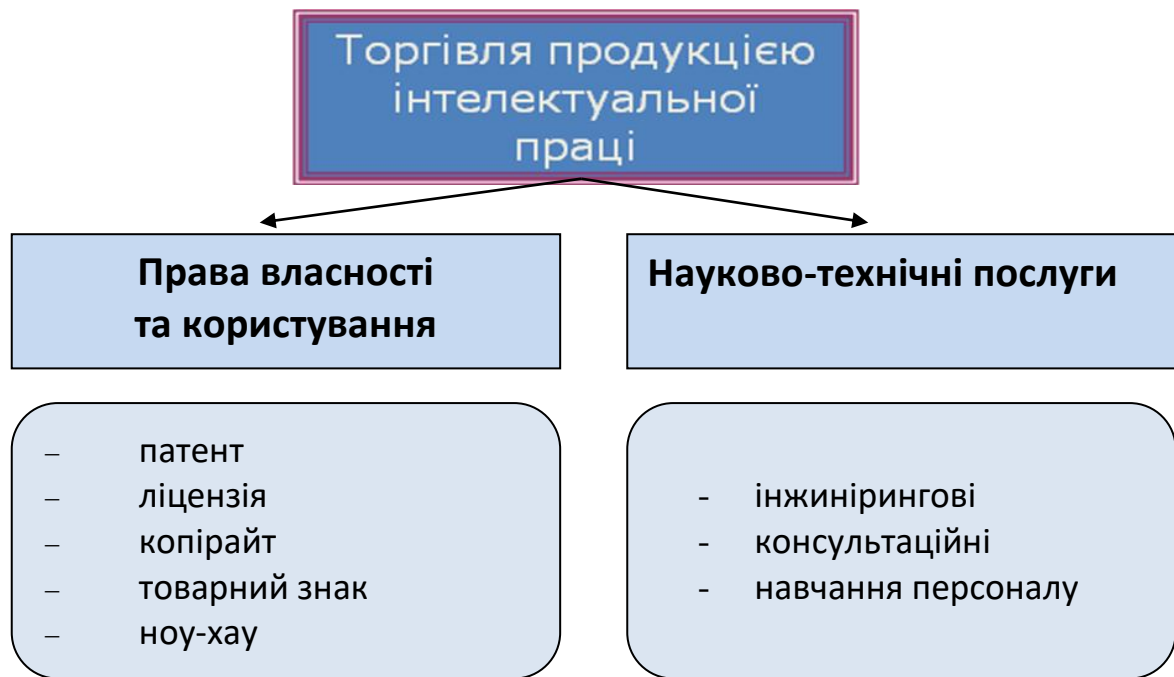 Торгівля продукцією
інтелектуальної
праці
Права власності
та користування
Науково-технічні послуги
– патент
– ліцензія
– копірайт
– товарний знак
– ноу-хау
- інжинірингові
- консультаційні
- навчання персоналу